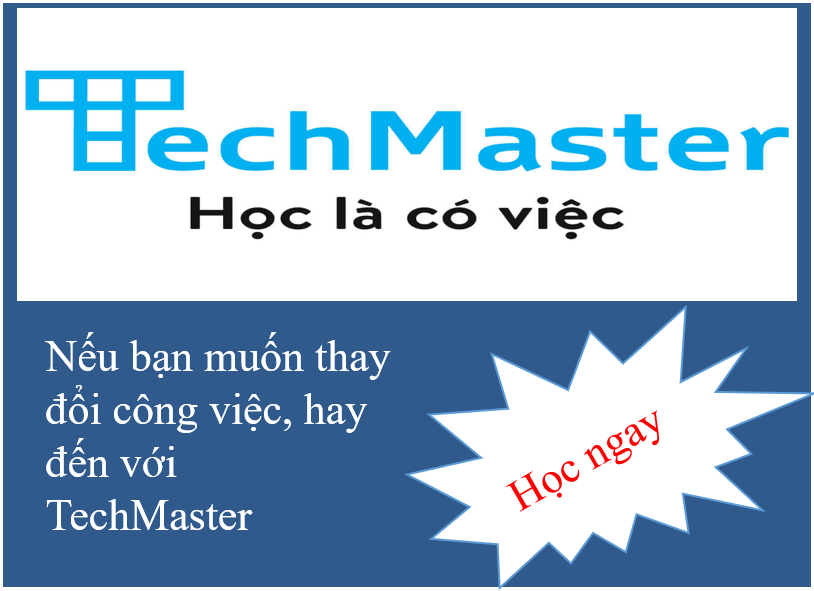 TechMaster
Học là có việc
Nếu bạn muốn thay
đổi công việc, hay
đến với
TechMaster
Học ngay